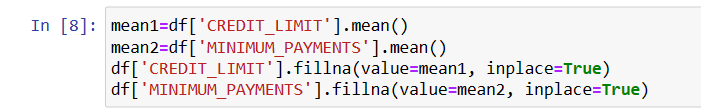 In [8]: mean1=df['CREDIT_LIMIT'].mean()
mean2=df['MINIMUM_PAYMENTS'].mean()
df['CREDIT_LIMIT'].fillna(value=mean1, inplace=True)
df['MINIMUM_PAYMENTS'].fillna(value=mean2, inplace=True)